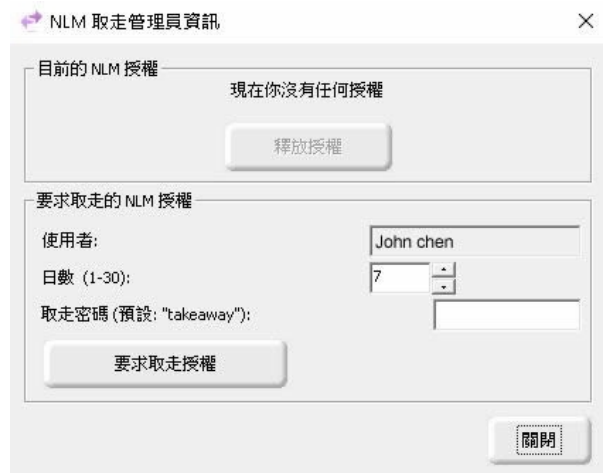 NLM 取走管理員資訊
目前的 NLM 授權
現在你沒有任何授權
釋放授權
要求取走的 NLM 授權
使用者: John chen
日數 (1-30): 7
取走密碼 (預設: "takeaway"):
要求取走授權
關閉